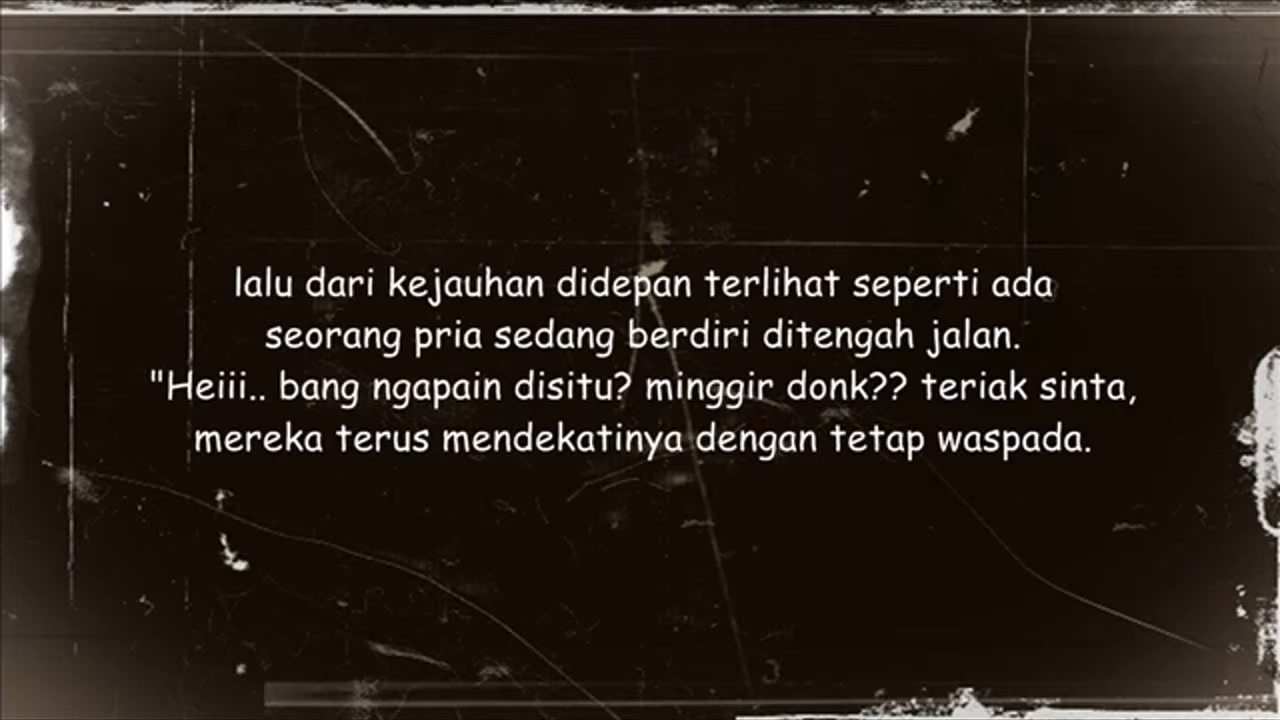 lalu dari kejauhan didepan terlihat seperti ada
seorang pria sedang berdiri ditengah jalan.
"Heiii.. bang ngapain disitu? minggir donk?? teriak sinta,
mereka terus mendekatinya dengan tetap waspada.